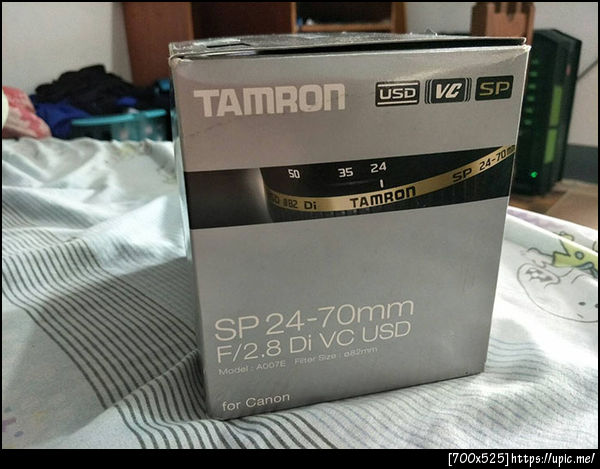 TAMRON
USD VC SP
50 35 24
ø82 Di TAMRON SP 24-70mm
SP 24-70mm
F/2.8 Di VC USD
Model : A007E Filter Size : ø82mm
for Canon
[700x525]https://upic.me/